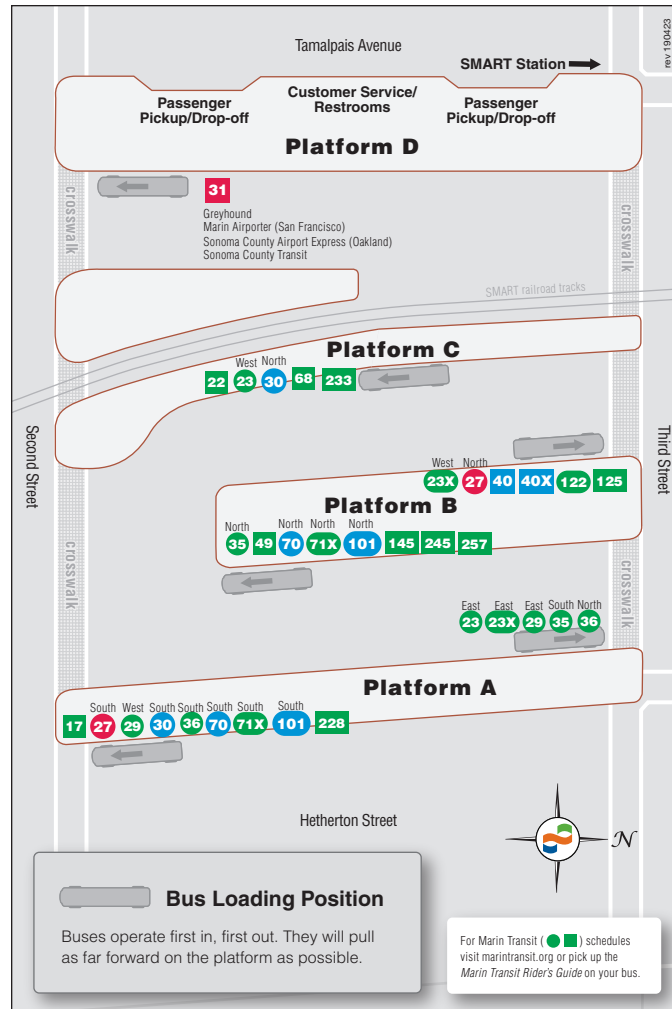 rev 190423
Tamalpais Avenue
SMART Station
Passenger
Pickup/Drop-off
Customer Service/
Restrooms
Passenger
Pickup/Drop-off
Platform D
crosswalk
crosswalk
31
Greyhound
Marin Airporter (San Francisco)
Sonoma County Airport Express (Oakland)
Sonoma County Transit
SMART railroad tracks
Platform C
West North
22 23 30 68 233
Second Street
Third Street
West North
23X 27 40 40X 122 125
Platform B
North North North North
35 49 70 71X 101 145 245 257
crosswalk
crosswalk
East East East South North
23 23X 29 35 36
Platform A
South West South South South South South
17 27 29 30 36 70 71X 101 228
Hetherton Street
N
Bus Loading Position
Buses operate first in, first out. They will pull
as far forward on the platform as possible.
For Marin Transit ( ) schedules
visit marintransit.org or pick up the
Marin Transit Rider's Guide on your bus.